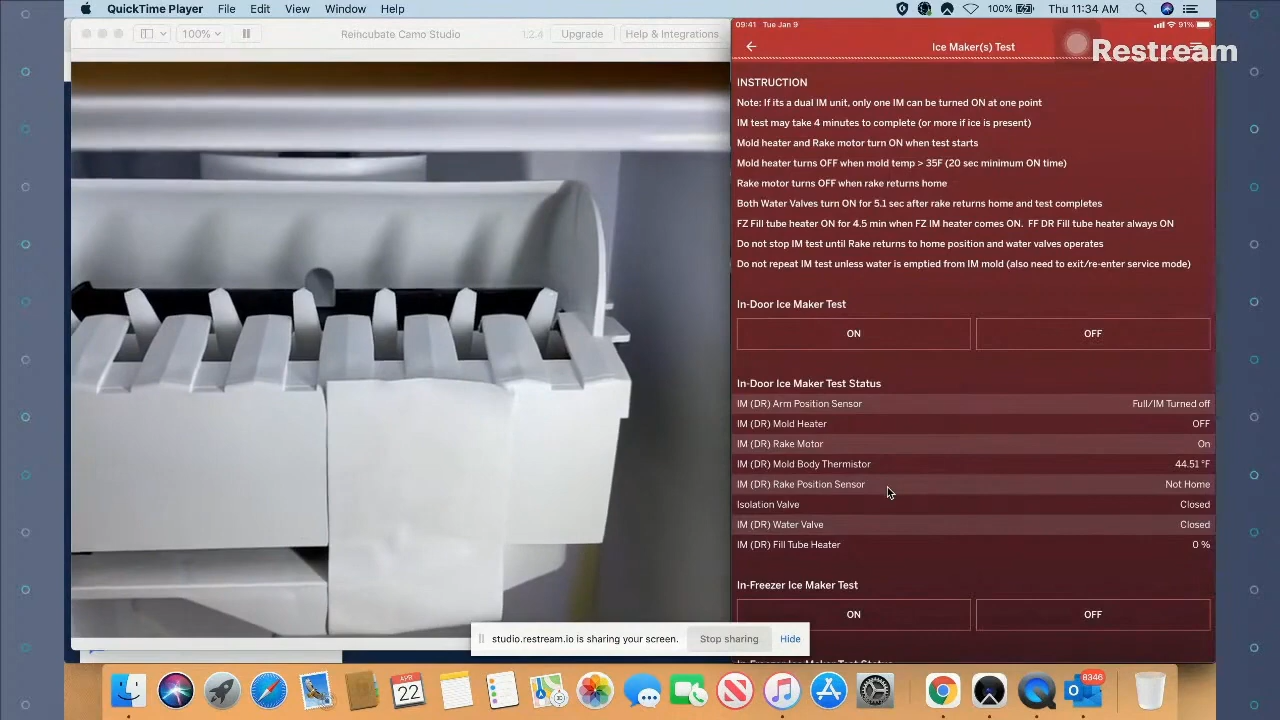 QuickTime Player File Edit View Window Help
100% Thu 11:34 AM
100%
Reincubate Camo Studio
1.2.4
Upgrade
Help & Integrations
09:41 Tue Jan 9
91%
Ice Maker(s) Test
Restream
INSTRUCTION
Note: If its a dual IM unit, only one IM can be turned ON at one point
IM test may take 4 minutes to complete (or more if ice is present)
Mold heater and Rake motor turn ON when test starts
Mold heater turns OFF when mold temp > 35F (20 sec minimum ON time)
Rake motor turns OFF when rake returns home
Both Water Valves turn ON for 5.1 sec after rake returns home and test completes
FZ Fill tube heater ON for 4.5 min when FZ IM heater comes ON. FF DR Fill tube heater always ON
Do not stop IM test until Rake returns to home position and water valves operates
Do not repeat IM test unless water is emptied from IM mold (also need to exit/re-enter service mode)
In-Door Ice Maker Test
ON OFF
In-Door Ice Maker Test Status
IM (DR) Arm Position Sensor Full/IM Turned off
IM (DR) Mold Heater OFF
IM (DR) Rake Motor On
IM (DR) Mold Body Thermistor 44.51 °F
IM (DR) Rake Position Sensor Not Home
Isolation Valve Closed
IM (DR) Water Valve Closed
IM (DR) Fill Tube Heater 0 %
In-Freezer Ice Maker Test
ON OFF
studio.restream.io is sharing your screen. Stop sharing Hide
APR
22
8346